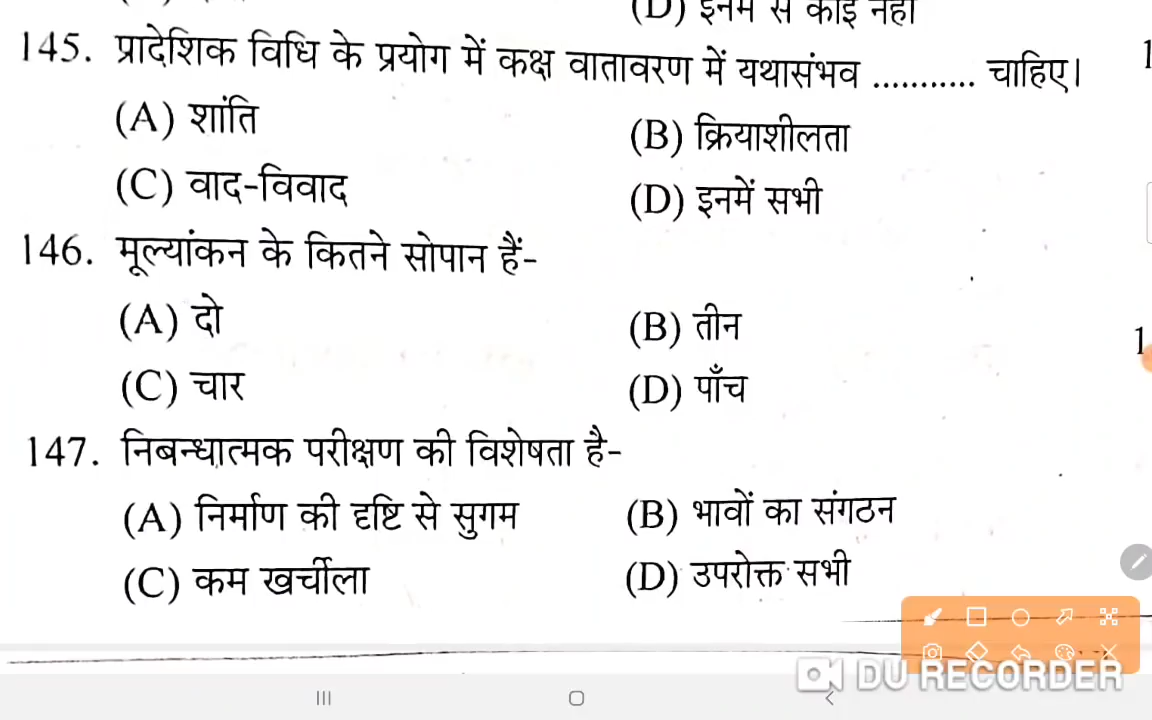 (D) इनमें से कोई नहीं
145. प्रादेशिक विधि के प्रयोग में कक्ष वातावरण में यथासंभव ........... चाहिए।
(A) शांति
(B) क्रियाशीलता
(C) वाद-विवाद
(D) इनमें सभी
146. मूल्यांकन के कितने सोपान हैं-
(A) दो
(B) तीन
(C) चार
(D) पाँच
147. निबन्धात्मक परीक्षण की विशेषता है-
(A) निर्माण की दृष्टि से सुगम
(B) भावों का संगठन
(C) कम खर्चीला
(D) उपरोक्त सभी
DU RECORDER